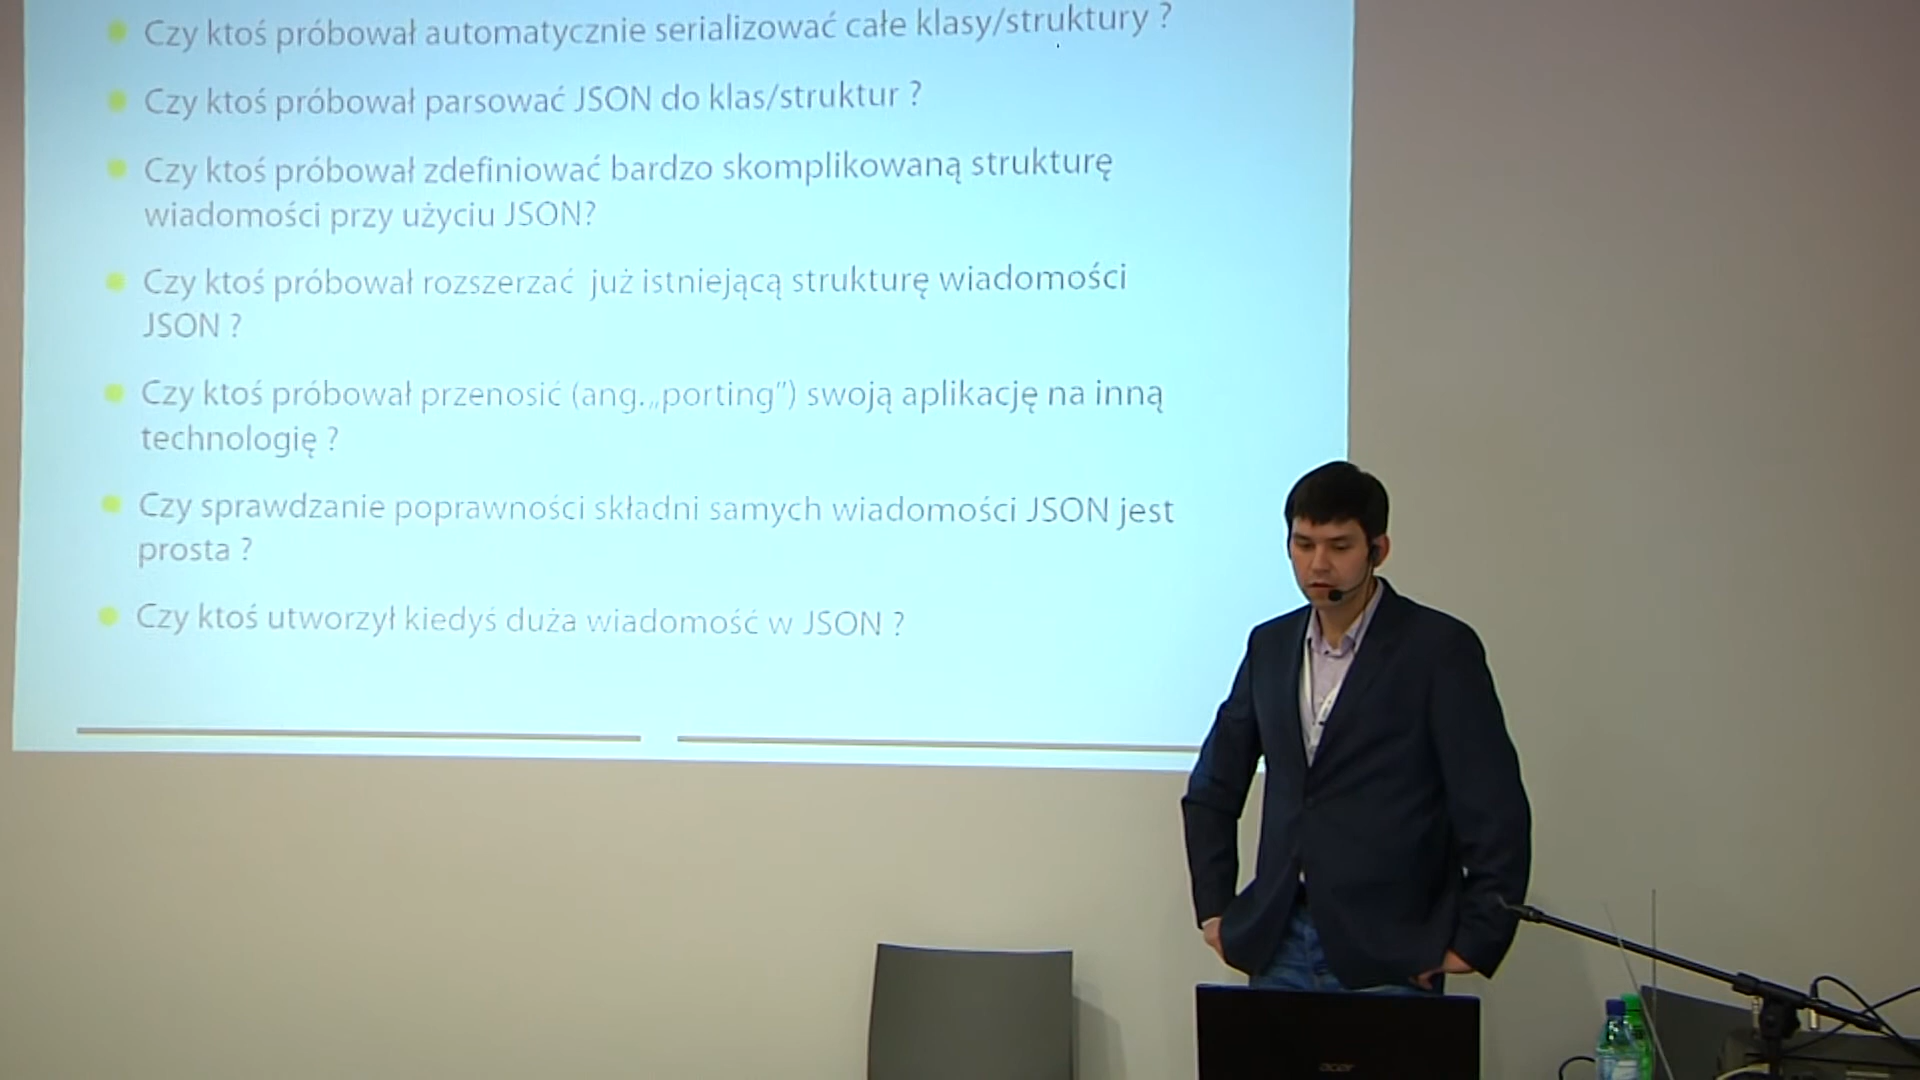 Czy ktoś próbował automatycznie serializować całe klasy/struktury ?
Czy ktoś próbował parsować JSON do klas/struktur ?
Czy ktoś próbował zdefiniować bardzo skomplikowaną strukturę
wiadomości przy użyciu JSON?
Czy ktoś próbował rozszerzać już istniejącą strukturę wiadomości
JSON ?
Czy ktoś próbował przenosić (ang. „porting”) swoją aplikację na inną
technologię ?
Czy sprawdzanie poprawności składni samych wiadomości JSON jest
prosta ?
Czy ktoś utworzył kiedyś duża wiadomość w JSON ?
acer